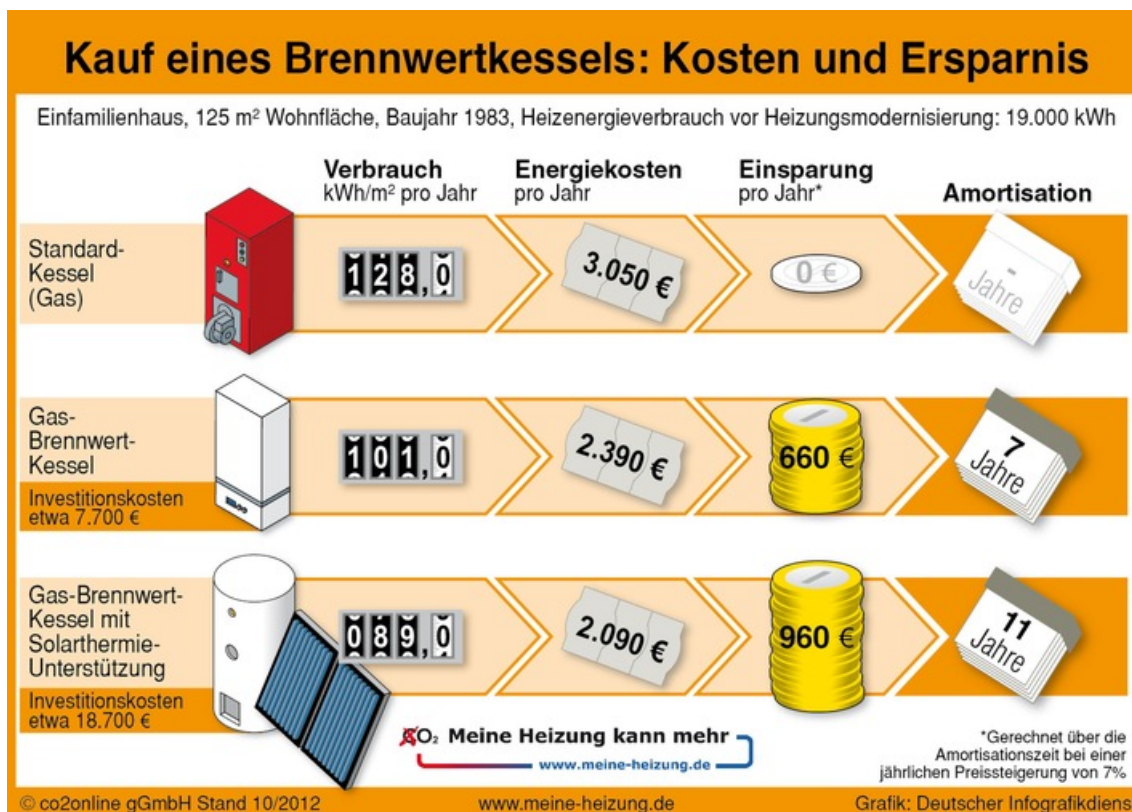 Kauf eines Brennwertkessels: Kosten und Ersparnis
Einfamilienhaus, 125 m² Wohnfläche, Baujahr 1983, Heizenergieverbrauch vor Heizungsmodernisierung: 19.000 kWh
Verbrauch
kWh/m² pro Jahr
Energiekosten
pro Jahr
Einsparung
pro Jahr*
Amortisation
Standard-
Kessel
(Gas)
128,0
3.050 €
0 €
-
Jahre
Gas-
Brennwert-
Kessel
Investitionskosten
etwa 7.700 €
101,0
2.390 €
660 €
7
Jahre
Gas-Brennwert-
Kessel mit
Solarthermie-
Unterstützung
Investitionskosten
etwa 18.700 €
089,0
2.090 €
960 €
11
Jahre
CO₂ Meine Heizung kann mehr
www.meine-heizung.de
*Gerechnet über die
Amortisationszeit bei einer
jährlichen Preissteigerung von 7%
© co2online gGmbH Stand 10/2012
www.meine-heizung.de
Grafik: Deutscher Infografikdiens